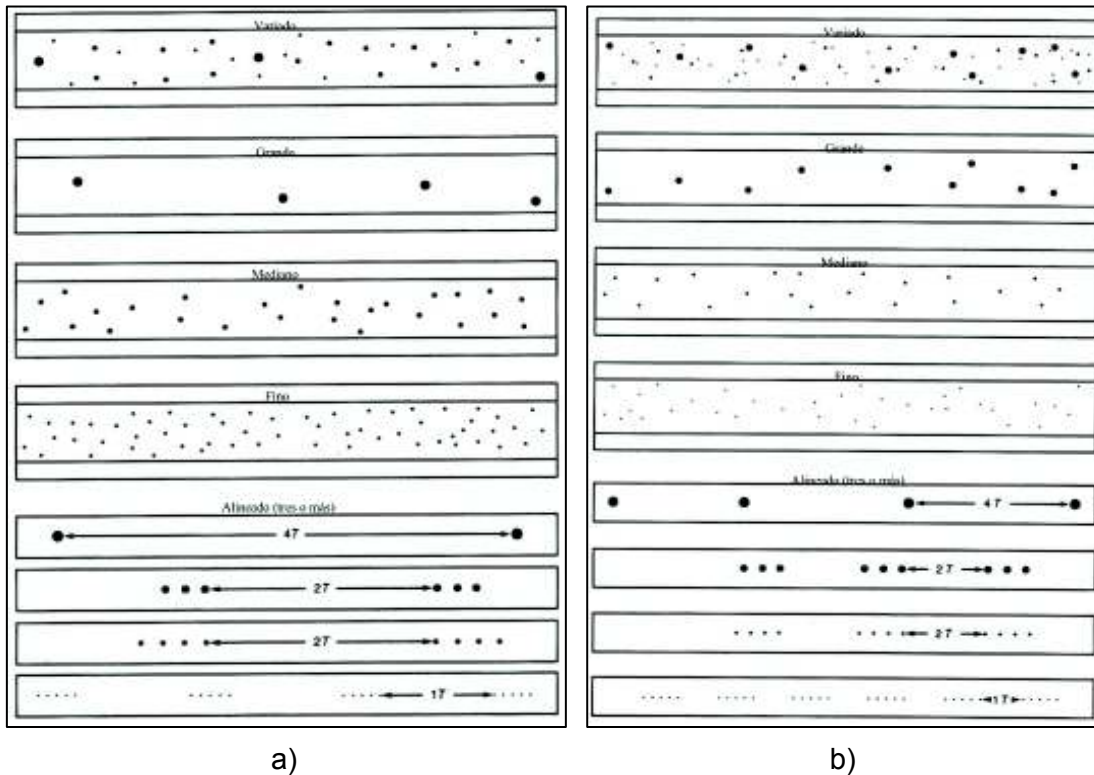 Variado
Grande
Mediano
Fino
Alineado (tres o más)
4T
2T
2T
1T
a)
Variado
Grande
Mediano
Fino
Alineado (tres o más)
4T
2T
2T
1T
b)